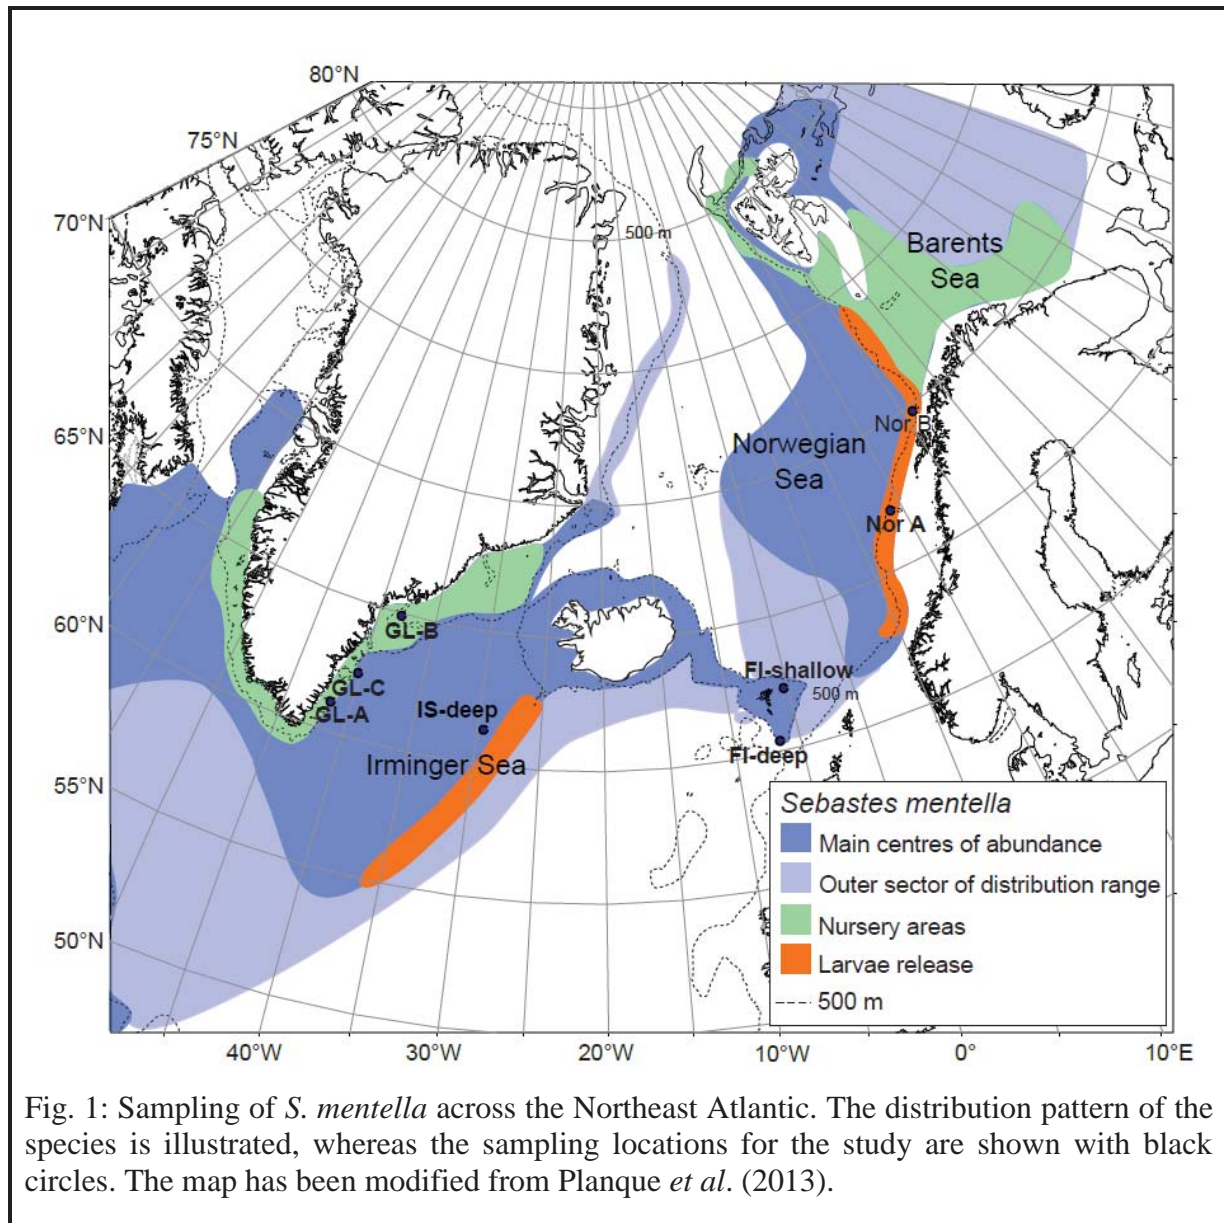 80°N
75°N
70°N
500 m
Barents
Sea
65°N
Nor B
Norwegian
Sea
Nor A
60°N
GL-B
FI-shallow
GL-C
500 m
GL-A
IS-deep
FI-deep
Irminger Sea
55°N
Sebastes mentella
Main centres of abundance
Outer sector of distribution range
50°N
Nursery areas
Larvae release
500 m
40°W 30°W 20°W 10°W 0° 10°E
Fig. 1: Sampling of S. mentella across the Northeast Atlantic. The distribution pattern of the
species is illustrated, whereas the sampling locations for the study are shown with black
circles. The map has been modified from Planque et al. (2013).